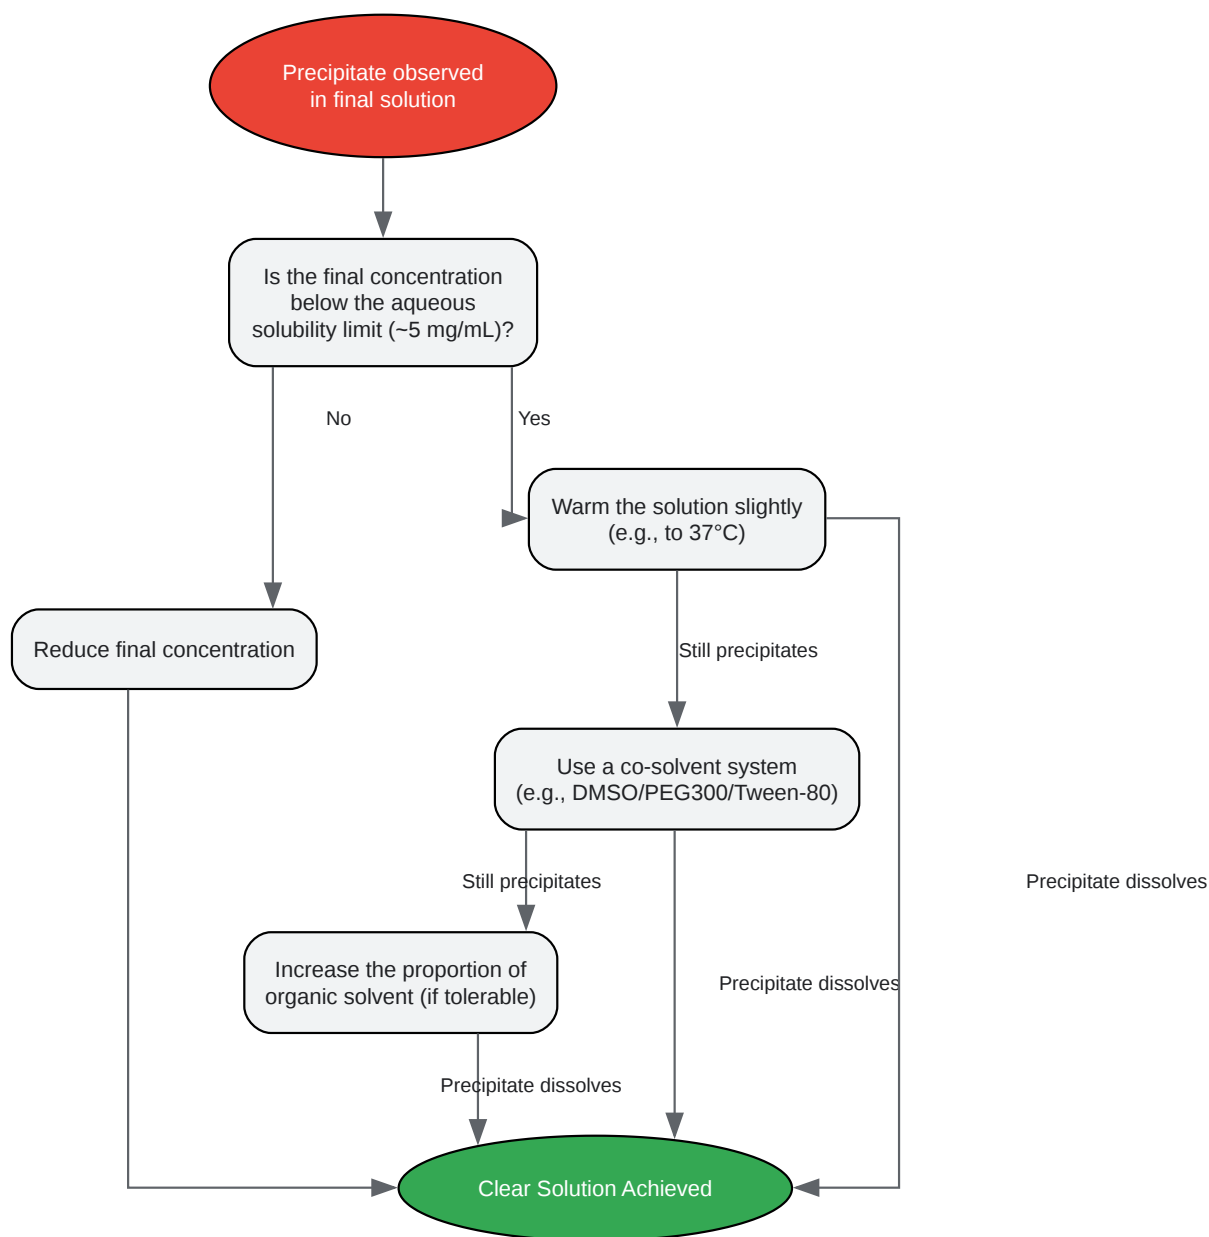 Precipitate observed
in final solution
Is the final concentration
below the aqueous
solubility limit (~5 mg/mL)?
No
Yes
Warm the solution slightly
(e.g., to 37°C)
Reduce final concentration
Still precipitates
Use a co-solvent system
(e.g., DMSO/PEG300/Tween-80)
Still precipitates
Precipitate dissolves
Increase the proportion of
organic solvent (if tolerable)
Precipitate dissolves
Precipitate dissolves
Clear Solution Achieved